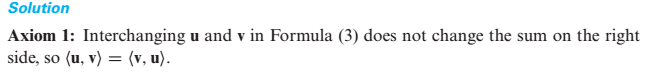 Solution
Axiom 1: Interchanging u and v in Formula (3) does not change the sum on the right
side, so ⟨u, v⟩ = ⟨v, u⟩.